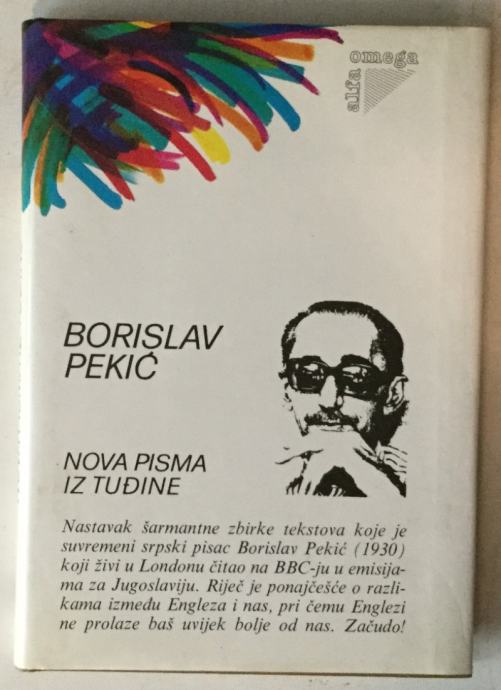 alfa omega
BORISLAV
PEKIĆ
NOVA PISMA
IZ TUĐINE
Nastavak šarmantne zbirke tekstova koje je
suvremeni srpski pisac Borislav Pekić (1930)
koji živi u Londonu čitao na BBC-ju u emisija-
ma za Jugoslaviju. Riječ je ponajčešće o razli-
kama između Engleza i nas, pri čemu Englezi
ne prolaze baš uvijek bolje od nas. Začudo!